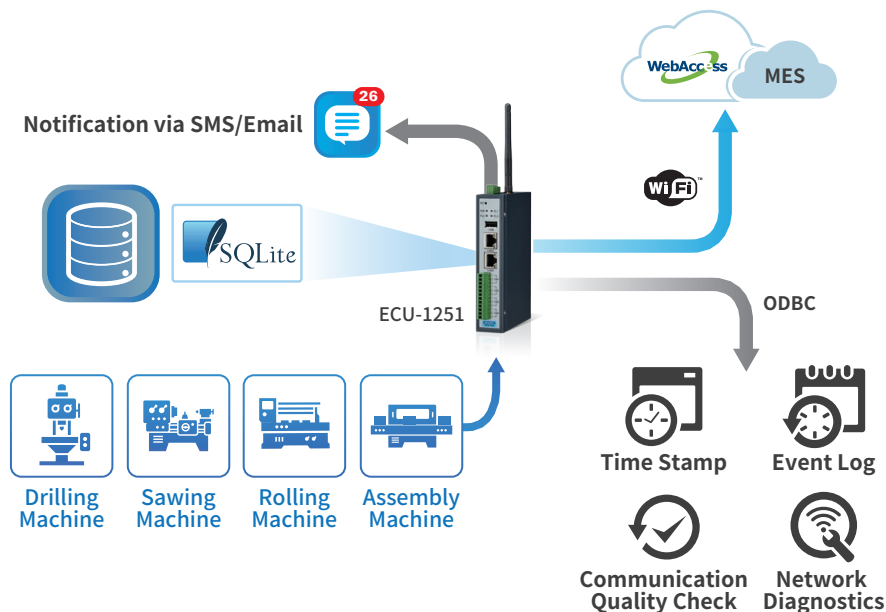 26
Notification via SMS/Email
WebAccess
MES
WiFi
SQLite
ECU-1251
ODBC
Drilling
Machine
Sawing
Machine
Rolling
Machine
Assembly
Machine
Time Stamp
Event Log
Communication
Quality Check
Network
Diagnostics